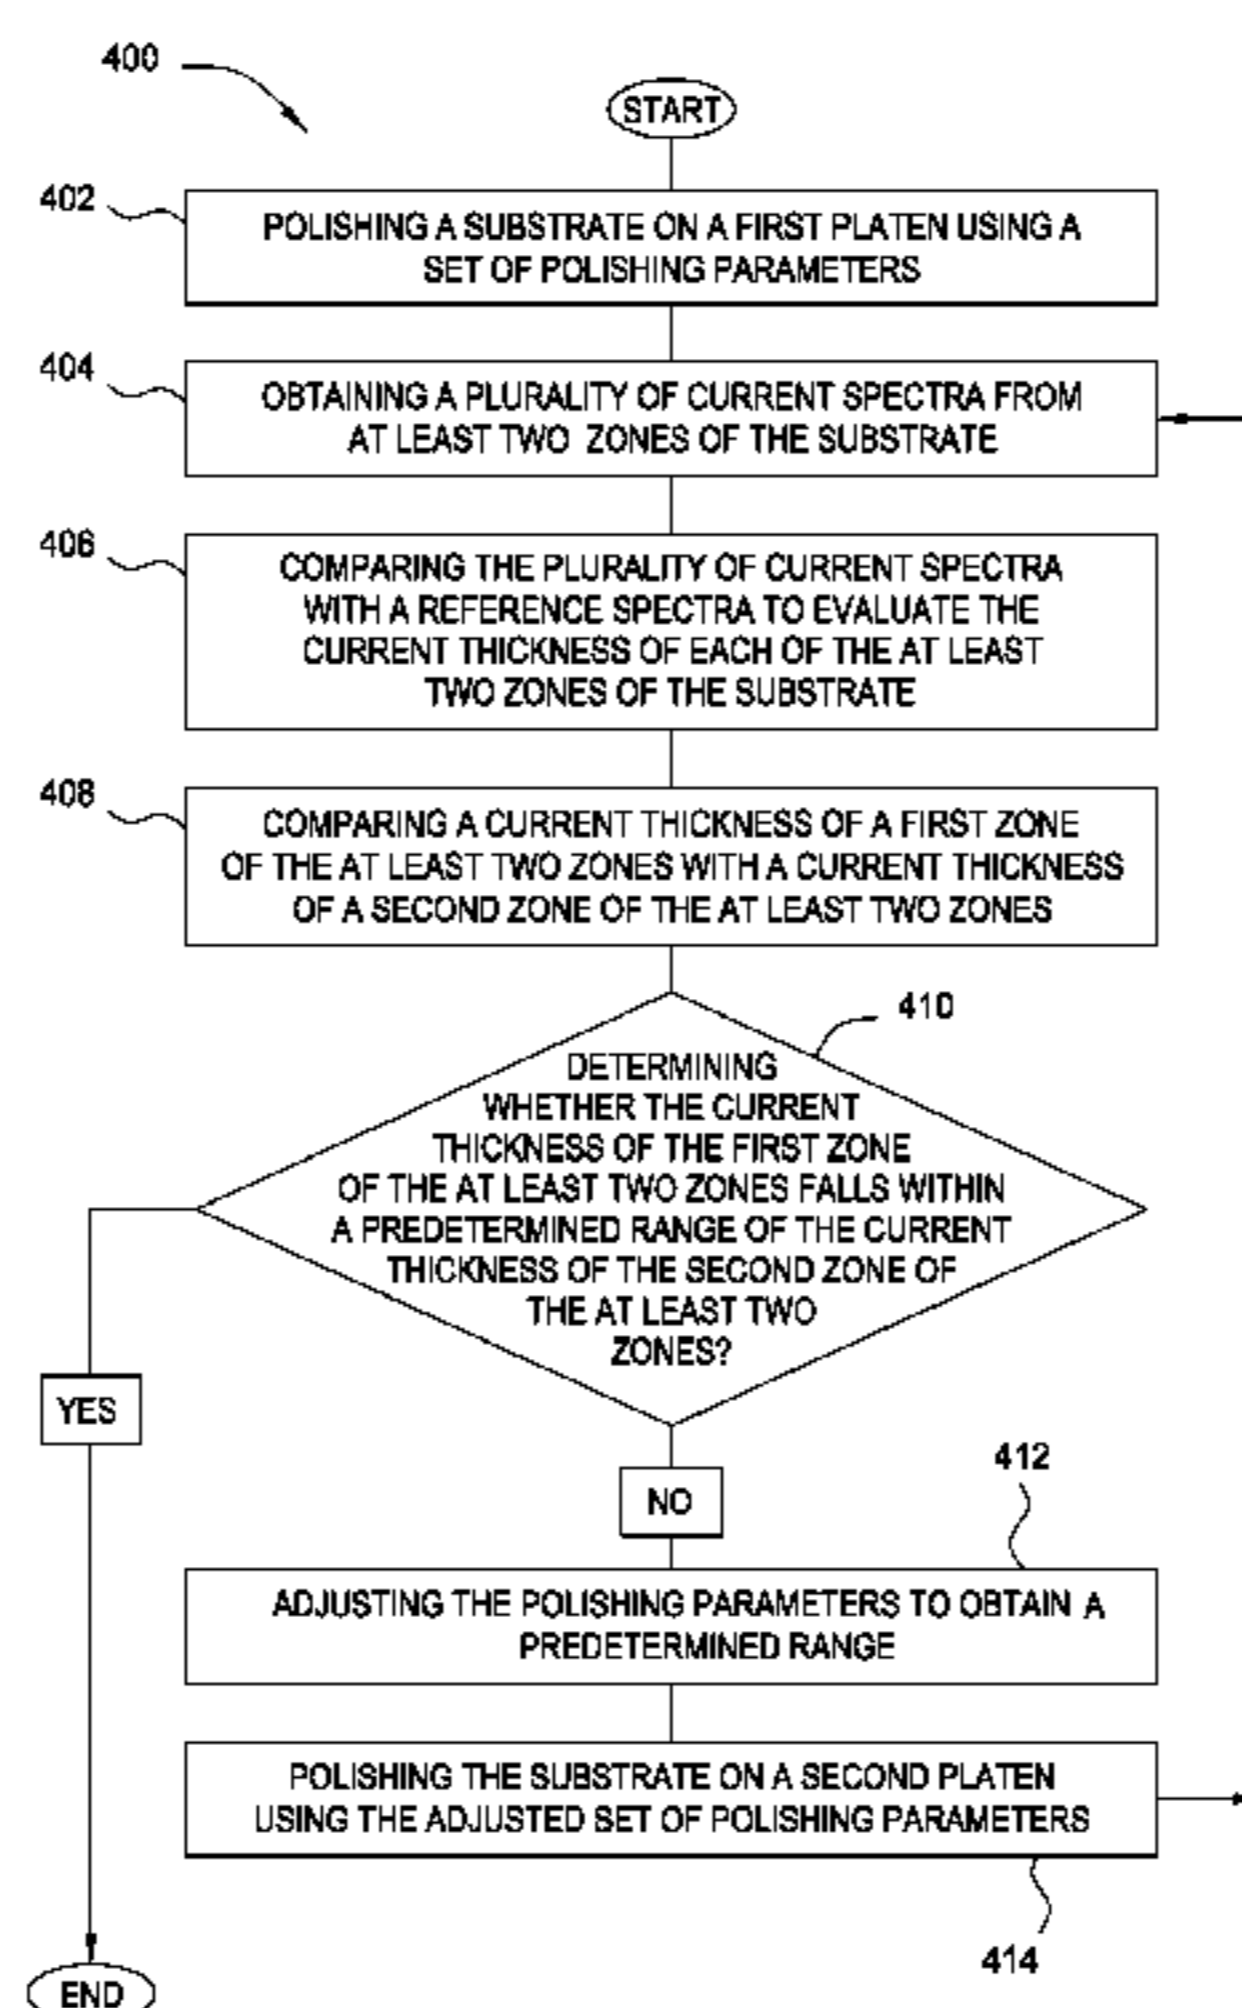 400
START
402
POLISHING A SUBSTRATE ON A FIRST PLATEN USING A
SET OF POLISHING PARAMETERS
404
OBTAINING A PLURALITY OF CURRENT SPECTRA FROM
AT LEAST TWO ZONES OF THE SUBSTRATE
406
COMPARING THE PLURALITY OF CURRENT SPECTRA
WITH A REFERENCE SPECTRA TO EVALUATE THE
CURRENT THICKNESS OF EACH OF THE AT LEAST
TWO ZONES OF THE SUBSTRATE
408
COMPARING A CURRENT THICKNESS OF A FIRST ZONE
OF THE AT LEAST TWO ZONES WITH A CURRENT THICKNESS
OF A SECOND ZONE OF THE AT LEAST TWO ZONES
410
DETERMINING
WHETHER THE CURRENT
THICKNESS OF THE FIRST ZONE
OF THE AT LEAST TWO ZONES FALLS WITHIN
A PREDETERMINED RANGE OF THE CURRENT
THICKNESS OF THE SECOND ZONE OF
THE AT LEAST TWO
ZONES?
YES
NO
412
ADJUSTING THE POLISHING PARAMETERS TO OBTAIN A
PREDETERMINED RANGE
POLISHING THE SUBSTRATE ON A SECOND PLATEN
USING THE ADJUSTED SET OF POLISHING PARAMETERS
414
END